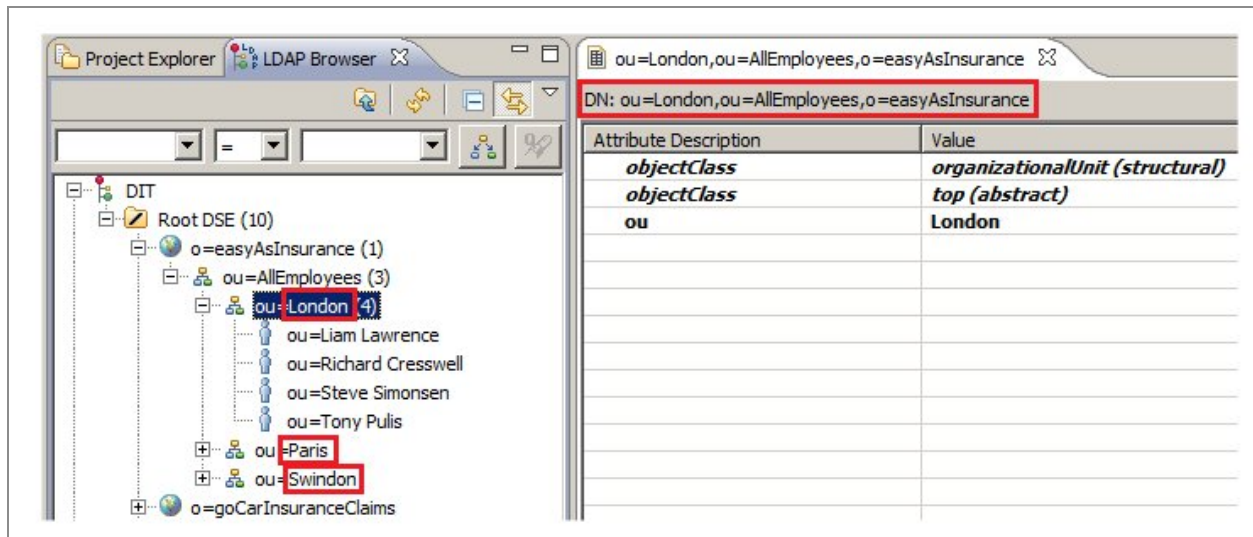 Project Explorer LDAP Browser
=
DIT
Root DSE (10)
o=easyAsInsurance (1)
ou=AllEmployees (3)
ou=London (4)
ou=Liam Lawrence
ou=Richard Cresswell
ou=Steve Simonsen
ou=Tony Pulis
ou=Paris
ou=Swindon
o=goCarInsuranceClaims
ou=London,ou=AllEmployees,o=easyAsInsurance
DN: ou=London,ou=AllEmployees,o=easyAsInsurance
Attribute Description Value
objectClass organizationalUnit (structural)
objectClass top (abstract)
ou London